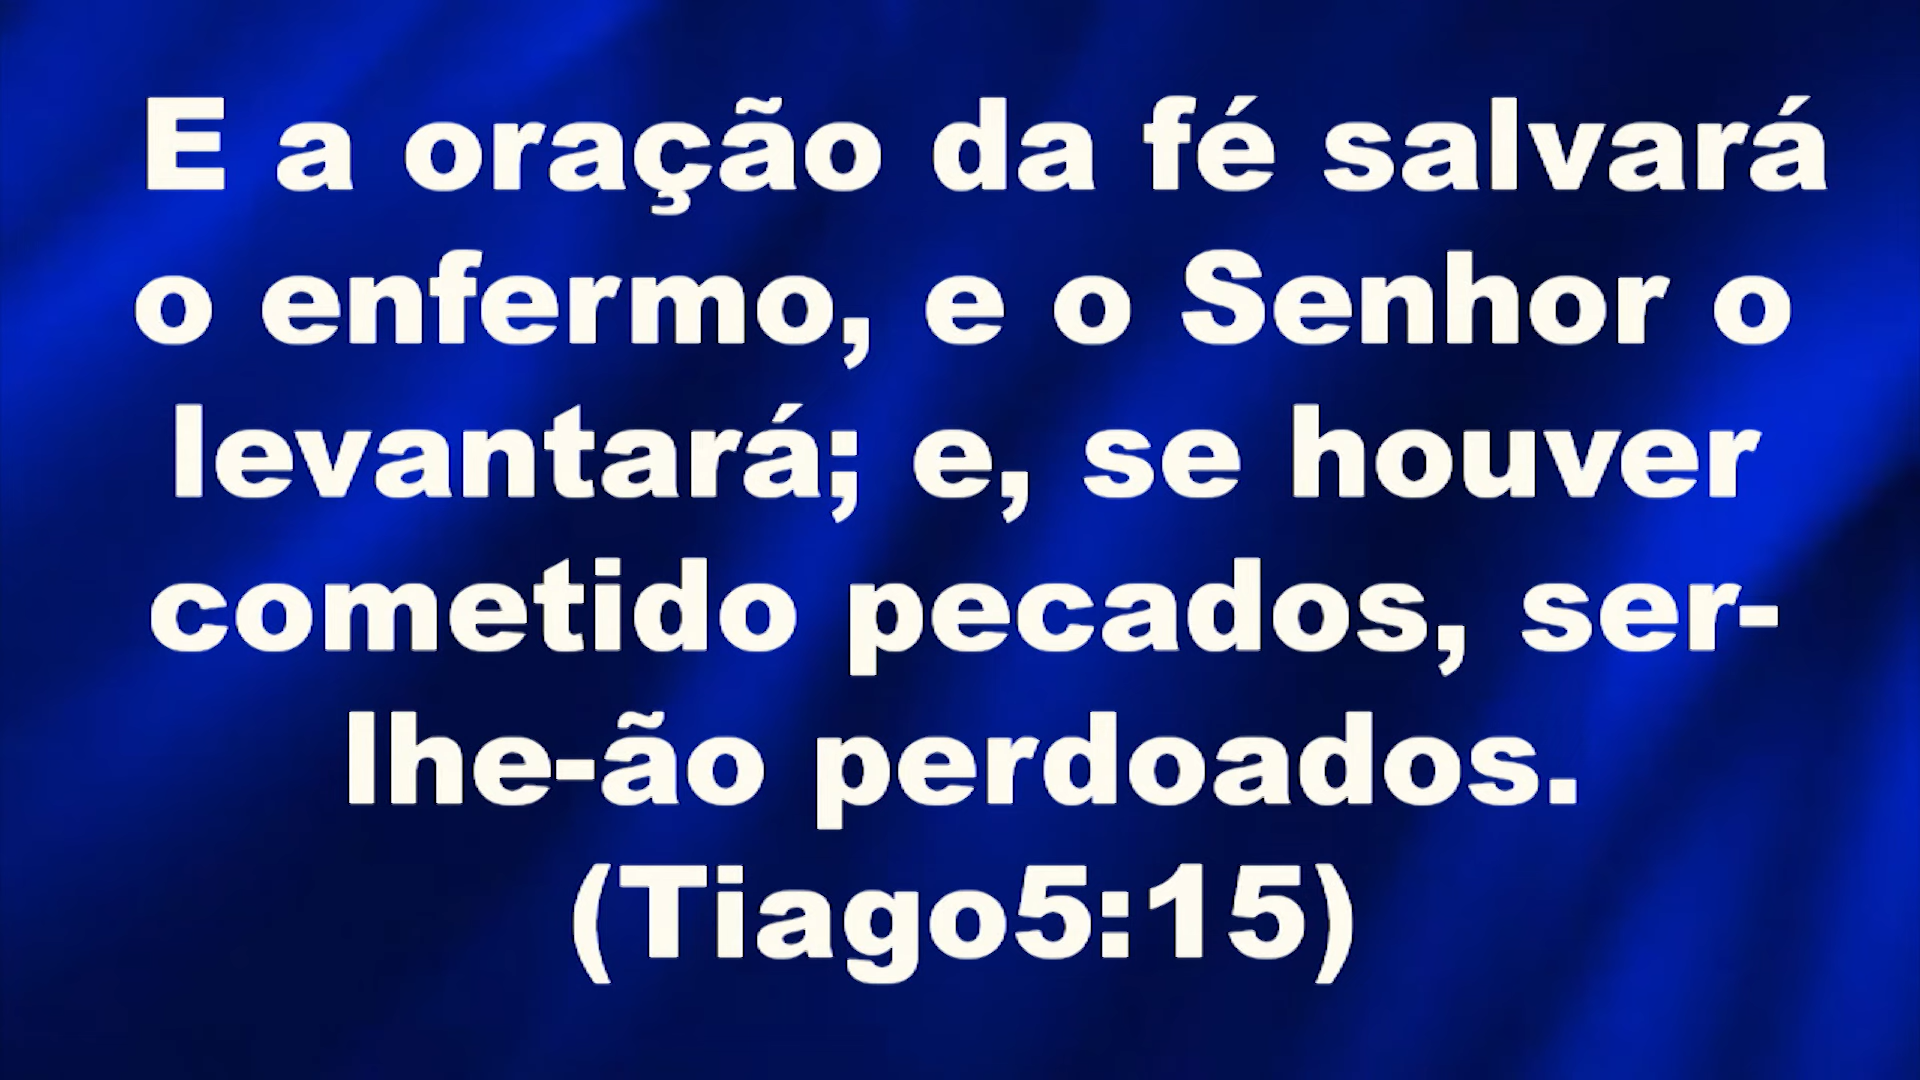 E a oração da fé salvará
o enfermo, e o Senhor o
levantará; e, se houver
cometido pecados, ser-
lhe-ão perdoados.
(Tiago5:15)